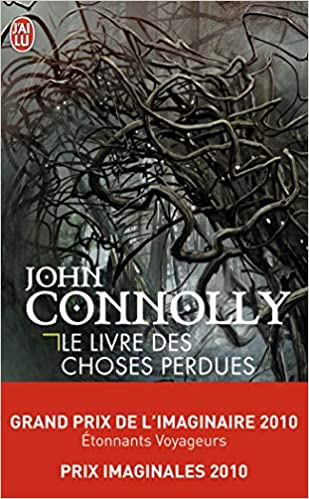 J'AI
LU
JOHN
CONNOLLY
LE LIVRE DES
CHOSES PERDUES
GRAND PRIX DE L'IMAGINAIRE 2010
Étonnants Voyageurs
PRIX IMAGINALES 2010